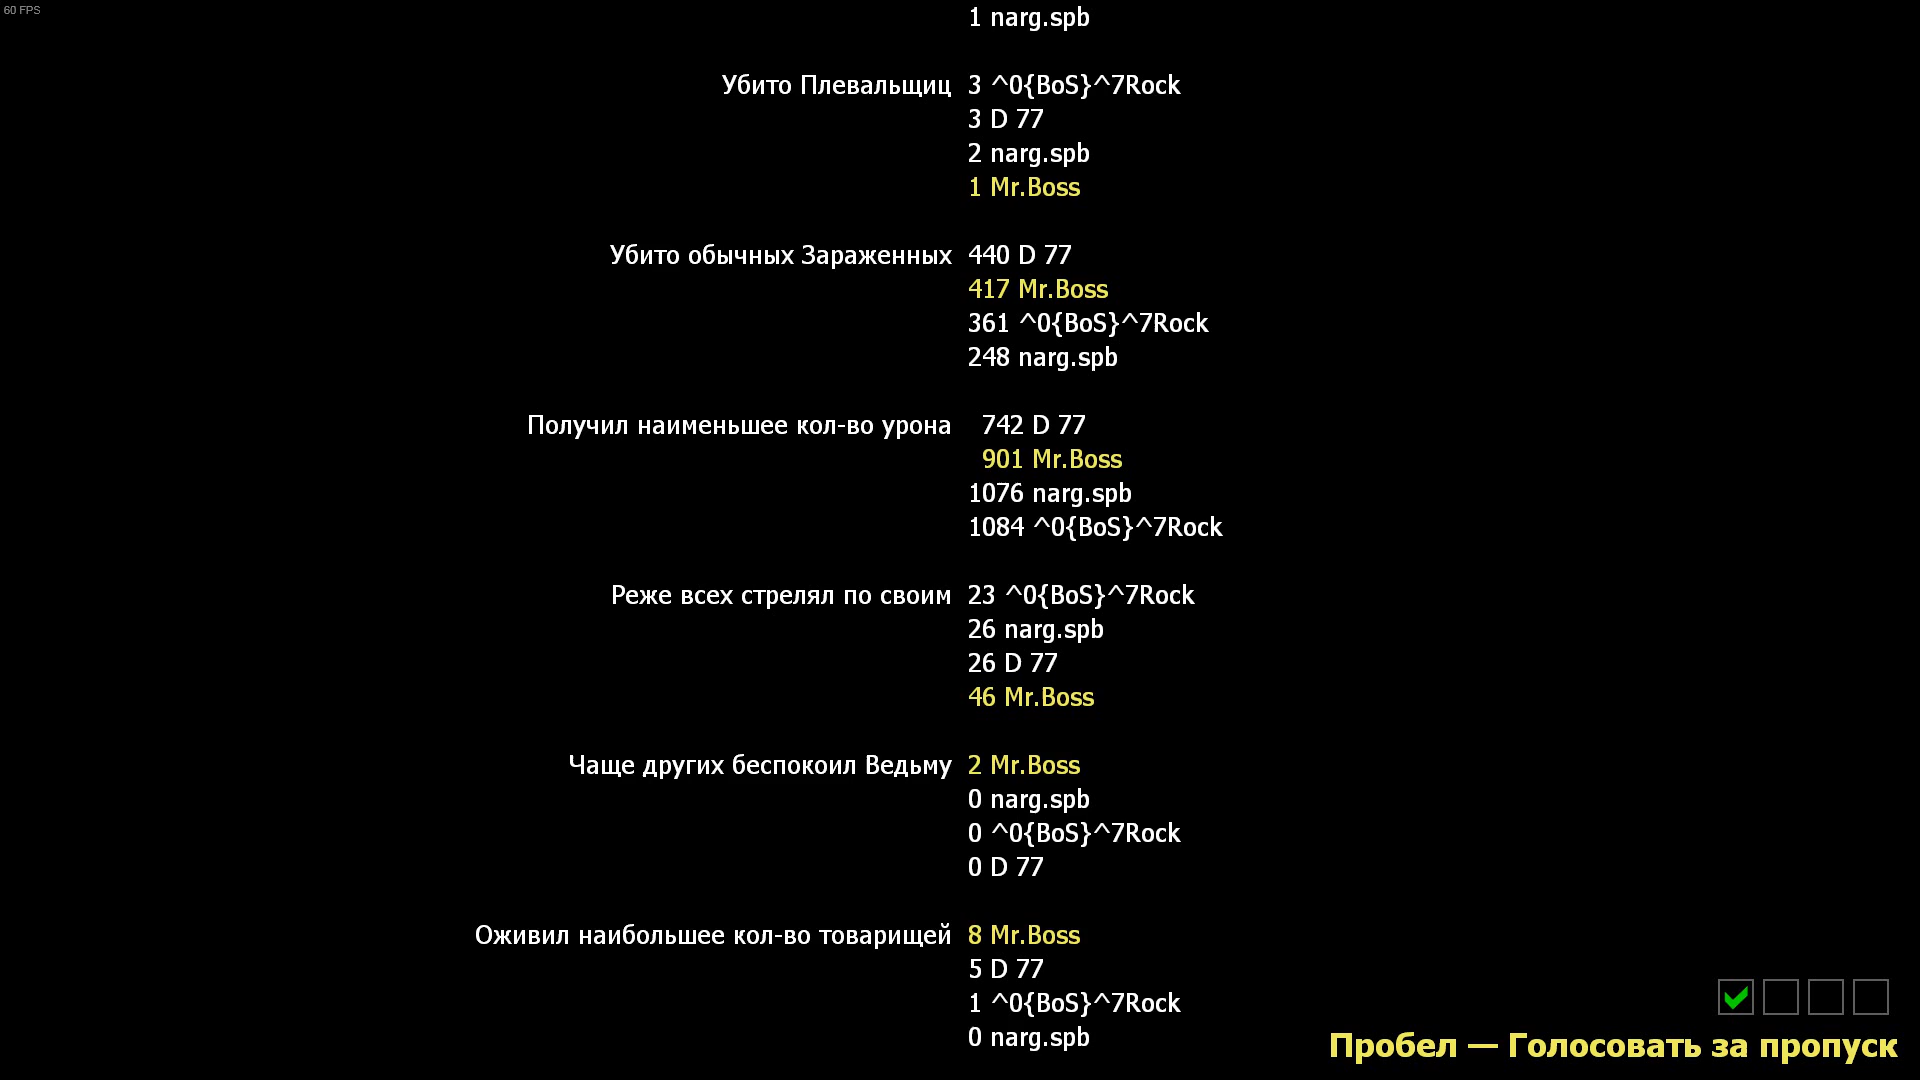 60 FPS
1 narg.spb
Убито Плевальщиц 3 ^0{BoS}^7Rock
3 D 77
2 narg.spb
1 Mr.Boss
Убито обычных Зараженных 440 D 77
417 Mr.Boss
361 ^0{BoS}^7Rock
248 narg.spb
Получил наименьшее кол-во урона 742 D 77
901 Mr.Boss
1076 narg.spb
1084 ^0{BoS}^7Rock
Реже всех стрелял по своим 23 ^0{BoS}^7Rock
26 narg.spb
26 D 77
46 Mr.Boss
Чаще других беспокоил Ведьму 2 Mr.Boss
0 narg.spb
0 ^0{BoS}^7Rock
0 D 77
Оживил наибольшее кол-во товарищей 8 Mr.Boss
5 D 77
1 ^0{BoS}^7Rock
0 narg.spb
Пробел — Голосовать за пропуск